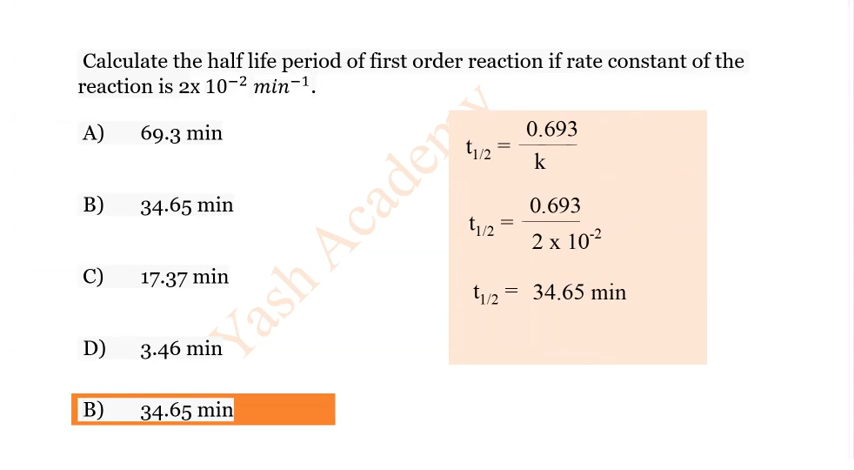 Calculate the half life period of first order reaction if rate constant of the
reaction is 2x 10⁻² min⁻¹.
A) 69.3 min
B) 34.65 min
C) 17.37 min
D) 3.46 min
B) 34.65 min
t₁/₂ = 0.693
k
t₁/₂ = 0.693
2 x 10⁻²
t₁/₂ = 34.65 min
Yash Academy